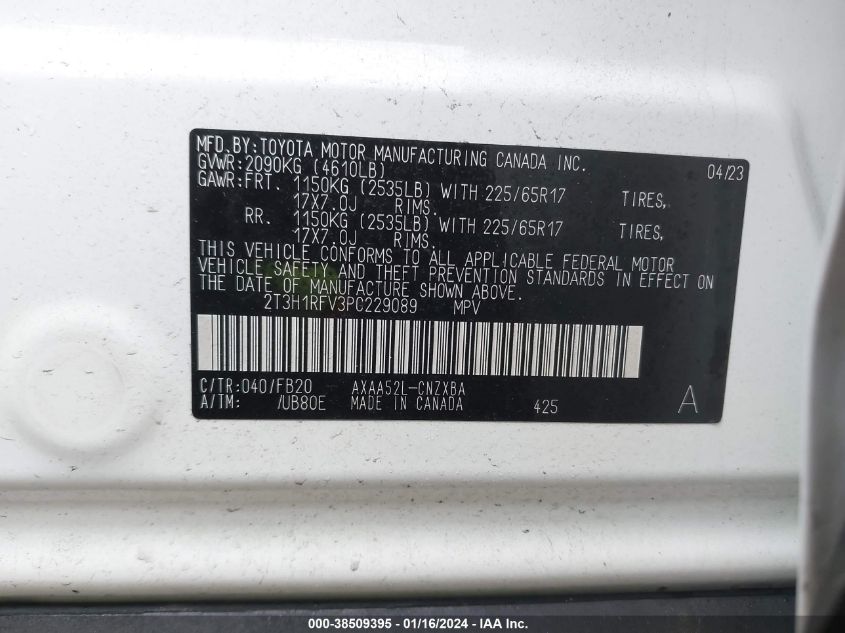 MFD.BY:TOYOTA MOTOR MANUFACTURING CANADA INC. 04/23
GVWR:2090KG (4610LB)
GAWR:FRT. 1150KG (2535LB) WITH 225/65R17 TIRES,
17X7.0J RIMS.
RR. 1150KG (2535LB) WITH 225/65R17 TIRES,
17X7.0J RIMS.
THIS VEHICLE CONFORMS TO ALL APPLICABLE FEDERAL MOTOR
VEHICLE SAFETY AND THEFT PREVENTION STANDARDS IN EFFECT ON
THE DATE OF MANUFACTURE SHOWN ABOVE.
2T3H1RFV3PC229089 MPV
C/TR:040/FB20 AXAA52L-CNZXBA
A/TM: /UB80E MADE IN CANADA 425 A
000-38509395 - 01/16/2024 - IAA Inc.